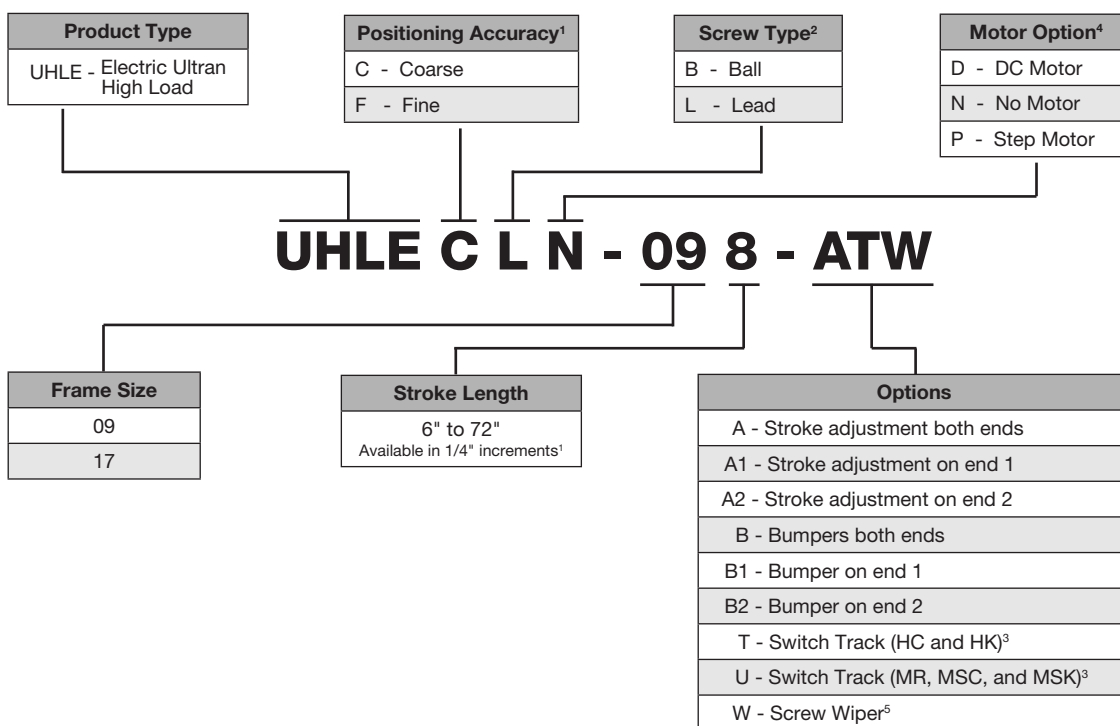 Product Type
UHLE - Electric Ultran
High Load
Positioning Accuracy¹
C - Coarse
F - Fine
Screw Type²
B - Ball
L - Lead
Motor Option⁴
D - DC Motor
N - No Motor
P - Step Motor
UHLE C L N - 09 8 - ATW
Frame Size
09
17
Stroke Length
6" to 72"
Available in 1/4" increments¹
Options
A - Stroke adjustment both ends
A1 - Stroke adjustment on end 1
A2 - Stroke adjustment on end 2
B - Bumpers both ends
B1 - Bumper on end 1
B2 - Bumper on end 2
T - Switch Track (HC and HK)³
U - Switch Track (MR, MSC, and MSK)³
W - Screw Wiper⁵